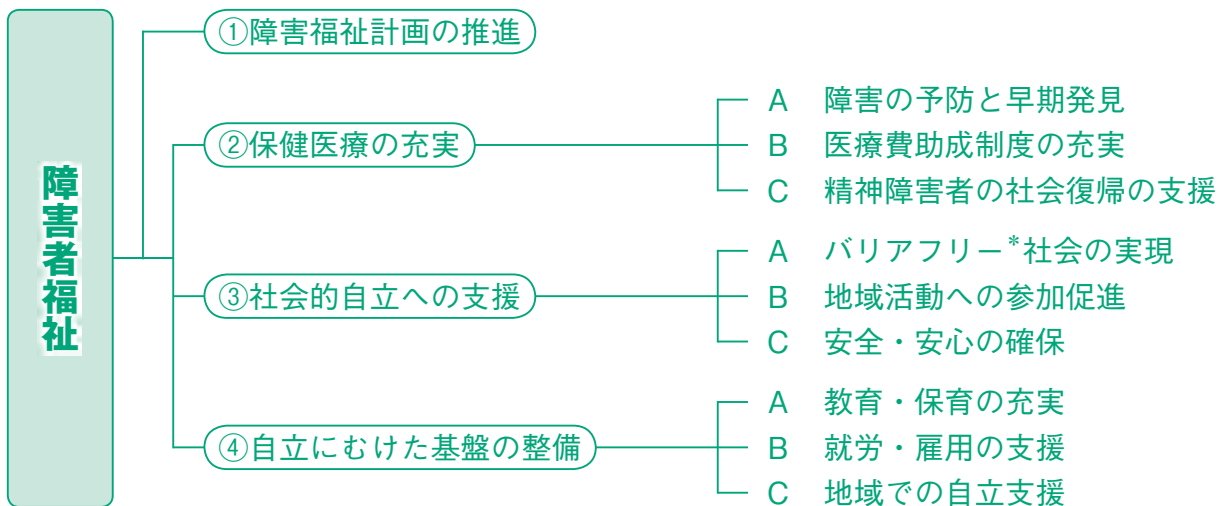 障害者福祉
①障害福祉計画の推進
②保健医療の充実
A 障害の予防と早期発見
B 医療費助成制度の充実
C 精神障害者の社会復帰の支援
③社会的自立への支援
A バリアフリー*社会の実現
B 地域活動への参加促進
C 安全・安心の確保
④自立にむけた基盤の整備
A 教育・保育の充実
B 就労・雇用の支援
C 地域での自立支援